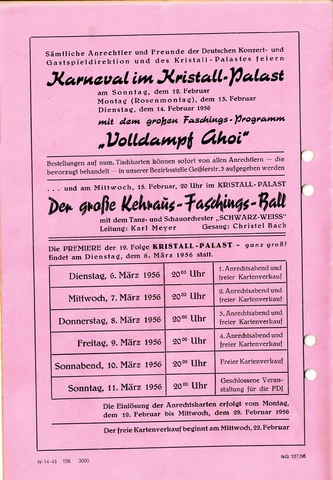 Sämtliche Anrechtler und Freunde der Deutschen Konzert- und
Gastspieldirektion und des Kristall-Palastes feiern
Karneval im Kristall-Palast
am Sonntag, dem 12. Februar
Montag (Rosenmontag), dem 13. Februar
Dienstag, dem 14. Februar 1956
mit dem großen Faschings-Programm
„Volldampf Ahoi“
Bestellungen auf num. Tischkarten können sofort von allen Anrechtlern — die
bevorzugt behandelt — in unserer Bezirksstelle Geißlerstr. 3 aufgegeben werden
... und am Mittwoch, 15. Februar, 20 Uhr im KRISTALL-PALAST
Der große Kehraus-Faschings-Ball
mit dem Tanz- und Schauorchester „SCHWARZ-WEISS“
Leitung: Karl Meyer Gesang: Christel Bach
Die PREMIERE der 19. Folge KRISTALL-PALAST - ganz groß!
findet am Dienstag, dem 6. März 1956 statt.
Dienstag, 6. März 1956 20⁰⁰ Uhr 1. Anrechtsabend und freier Kartenverkauf
Mittwoch, 7. März 1956 20⁰⁰ Uhr 2. Anrechtsabend und freier Kartenverkauf
Donnerstag, 8. März 1956 20⁰⁰ Uhr 3. Anrechtsabend und freier Kartenverkauf
Freitag, 9. März 1956 20⁰⁰ Uhr 4. Anrechtsabend und freier Kartenverkauf
Sonnabend, 10. März 1956 20⁰⁰ Uhr Freier Kartenverkauf
Sonntag, 11. März 1956 20⁰⁰ Uhr Geschlossene Veranstaltung für die FDJ
Die Einlösung der Anrechtskarten erfolgt vom Montag,
dem 19. Februar bis Mittwoch, dem 29. Februar 1956
Der freie Kartenverkauf beginnt am Mittwoch, 22. Februar
IV-14-45 156 3000 NG 127/56